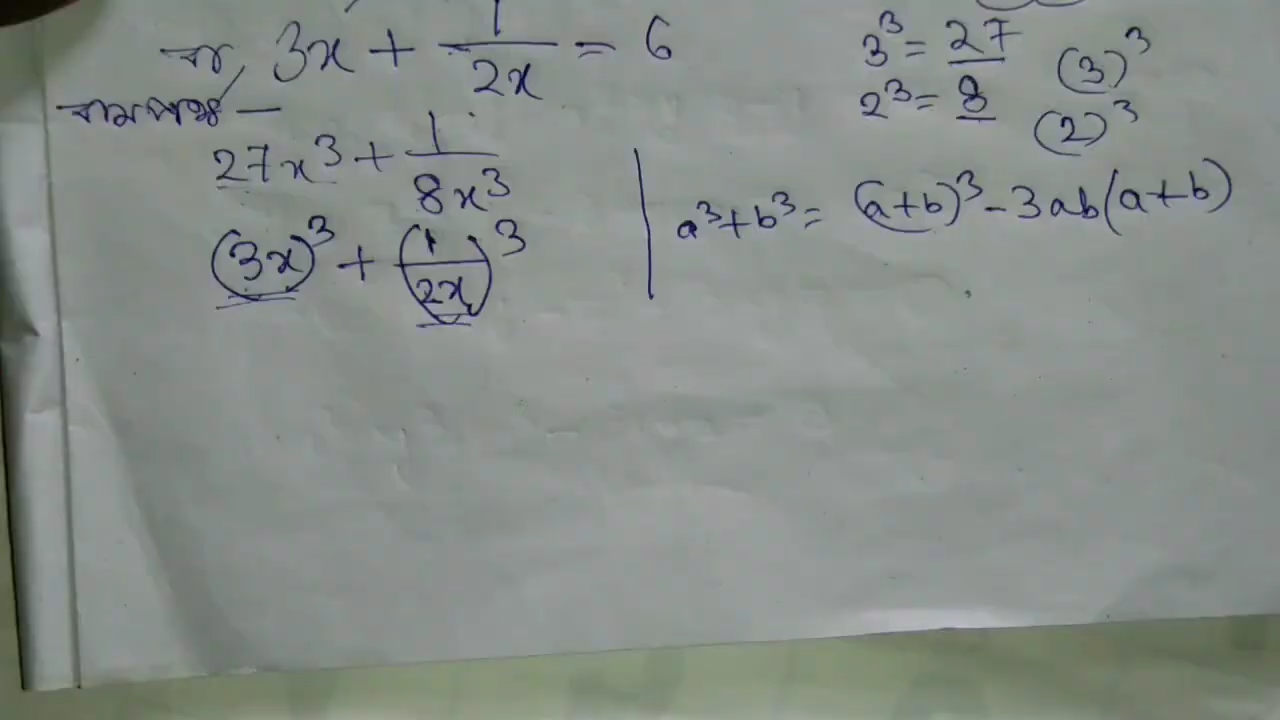 বা, 3x + 1/2x = 6
বামপক্ষ —
27x³ + 1/8x³
(3x)³ + (1/2x)³
3³ = 27 (3)³
2³ = 8 (2)³
a³+b³ = (a+b)³ - 3ab(a+b)